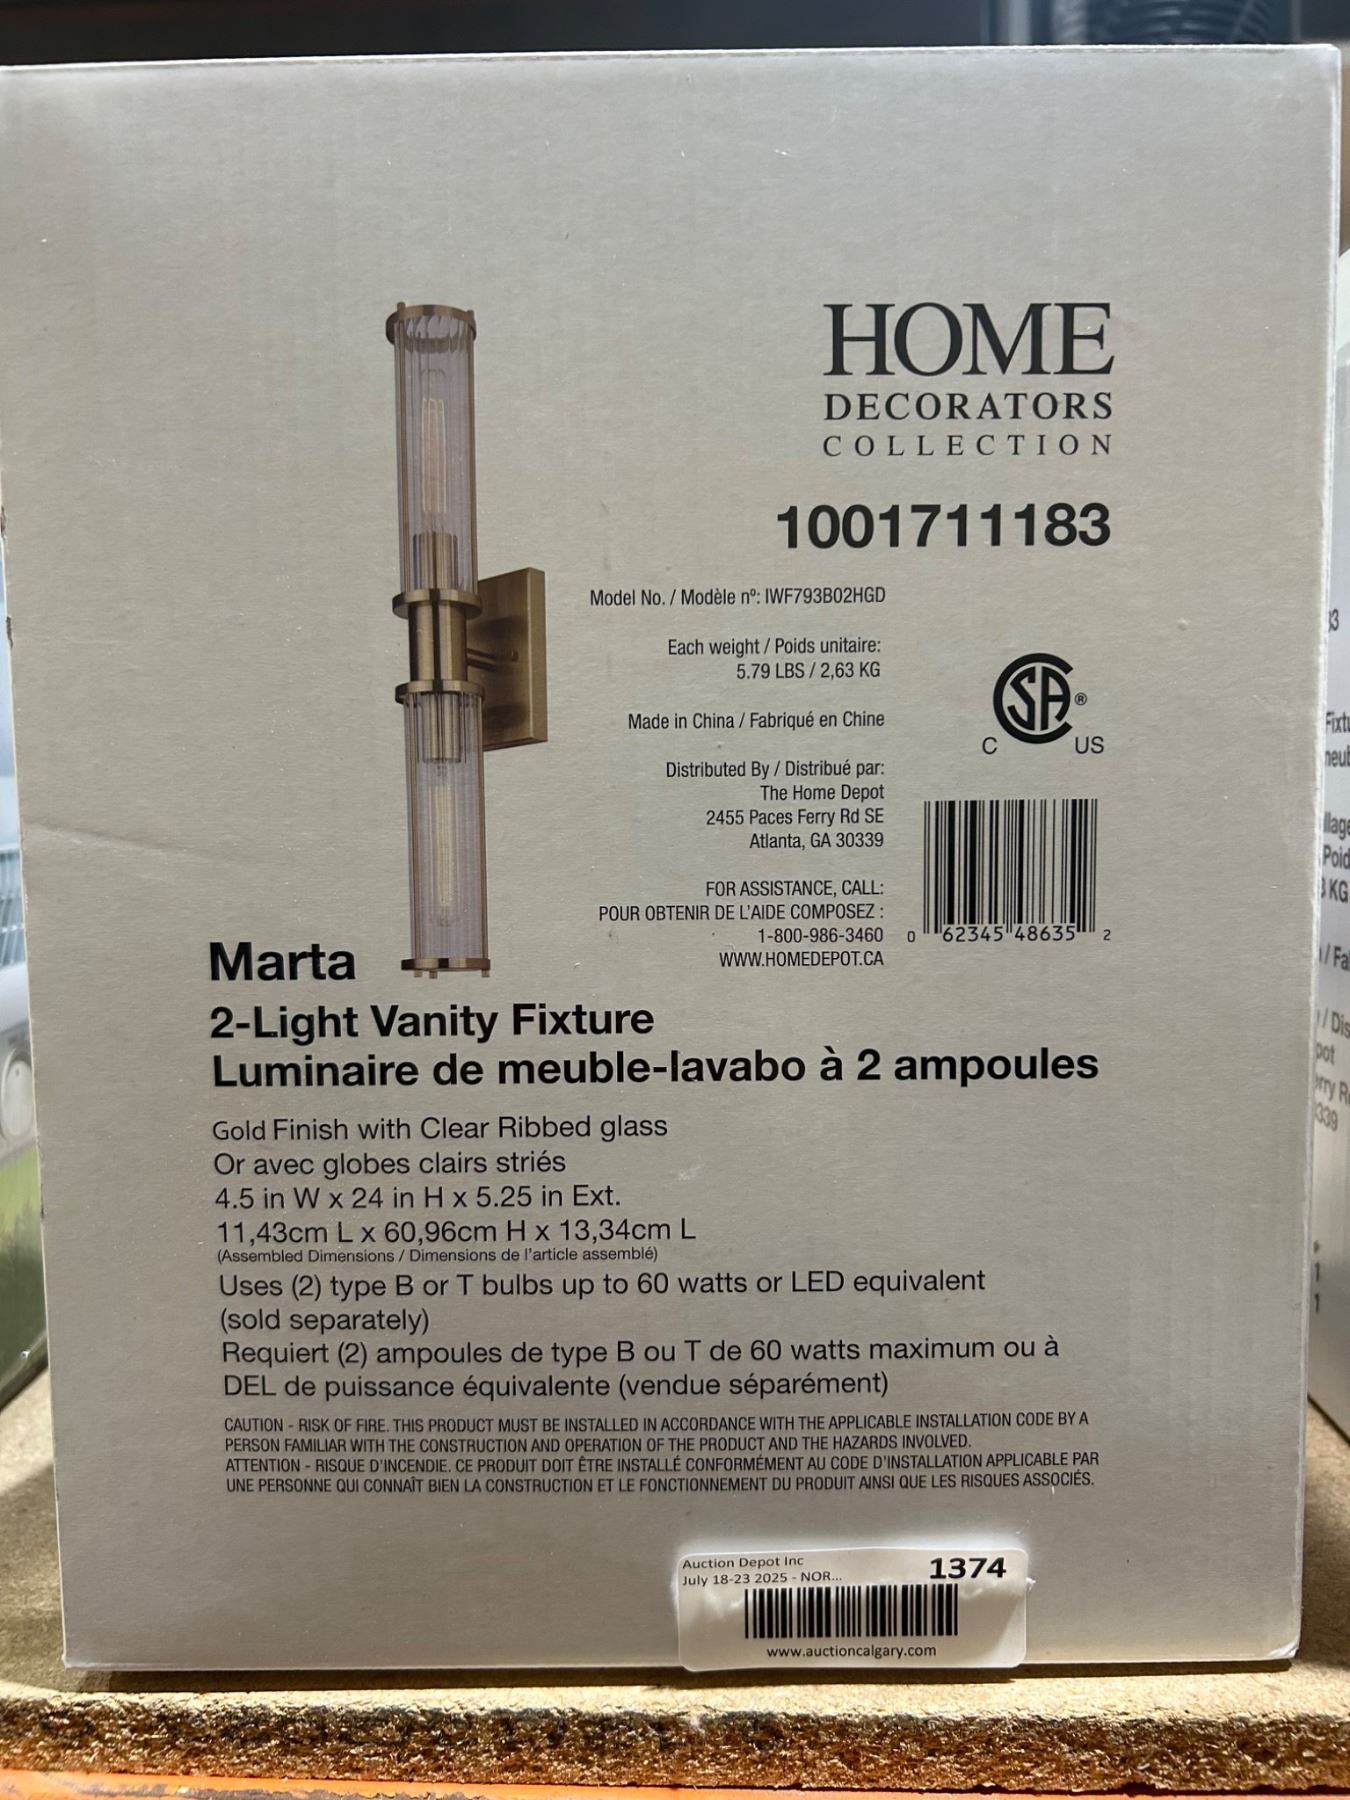 HOME
DECORATORS
COLLECTION
1001711183
Model No. / Modèle nº: IWF793B02HGD
Each weight / Poids unitaire:
5.79 LBS / 2,63 KG
Made in China / Fabriqué en Chine
Distributed By / Distribué par:
The Home Depot
2455 Paces Ferry Rd SE
Atlanta, GA 30339
FOR ASSISTANCE, CALL:
POUR OBTENIR DE L'AIDE COMPOSEZ :
1-800-986-3460
WWW.HOMEDEPOT.CA
CSA®
C US
0 62345 48635 2
Marta
2-Light Vanity Fixture
Luminaire de meuble-lavabo à 2 ampoules
Gold Finish with Clear Ribbed glass
Or avec globes clairs striés
4.5 in W x 24 in H x 5.25 in Ext.
11,43cm L x 60,96cm H x 13,34cm L
(Assembled Dimensions / Dimensions de l'article assemblé)
Uses (2) type B or T bulbs up to 60 watts or LED equivalent
(sold separately)
Requiert (2) ampoules de type B ou T de 60 watts maximum ou à
DEL de puissance équivalente (vendue séparément)
CAUTION - RISK OF FIRE. THIS PRODUCT MUST BE INSTALLED IN ACCORDANCE WITH THE APPLICABLE INSTALLATION CODE BY A
PERSON FAMILIAR WITH THE CONSTRUCTION AND OPERATION OF THE PRODUCT AND THE HAZARDS INVOLVED.
ATTENTION - RISQUE D'INCENDIE. CE PRODUIT DOIT ÊTRE INSTALLÉ CONFORMÉMENT AU CODE D'INSTALLATION APPLICABLE PAR
UNE PERSONNE QUI CONNAÎT BIEN LA CONSTRUCTION ET LE FONCTIONNEMENT DU PRODUIT AINSI QUE LES RISQUES ASSOCIÉS.
Auction Depot Inc
July 18-23 2025 - NOR...
1374
www.auctioncalgary.com